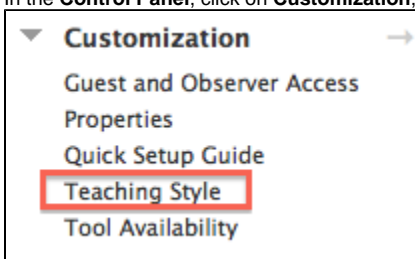 In the Control Panel, click on Customization,
Customization
Guest and Observer Access
Properties
Quick Setup Guide
Teaching Style
Tool Availability